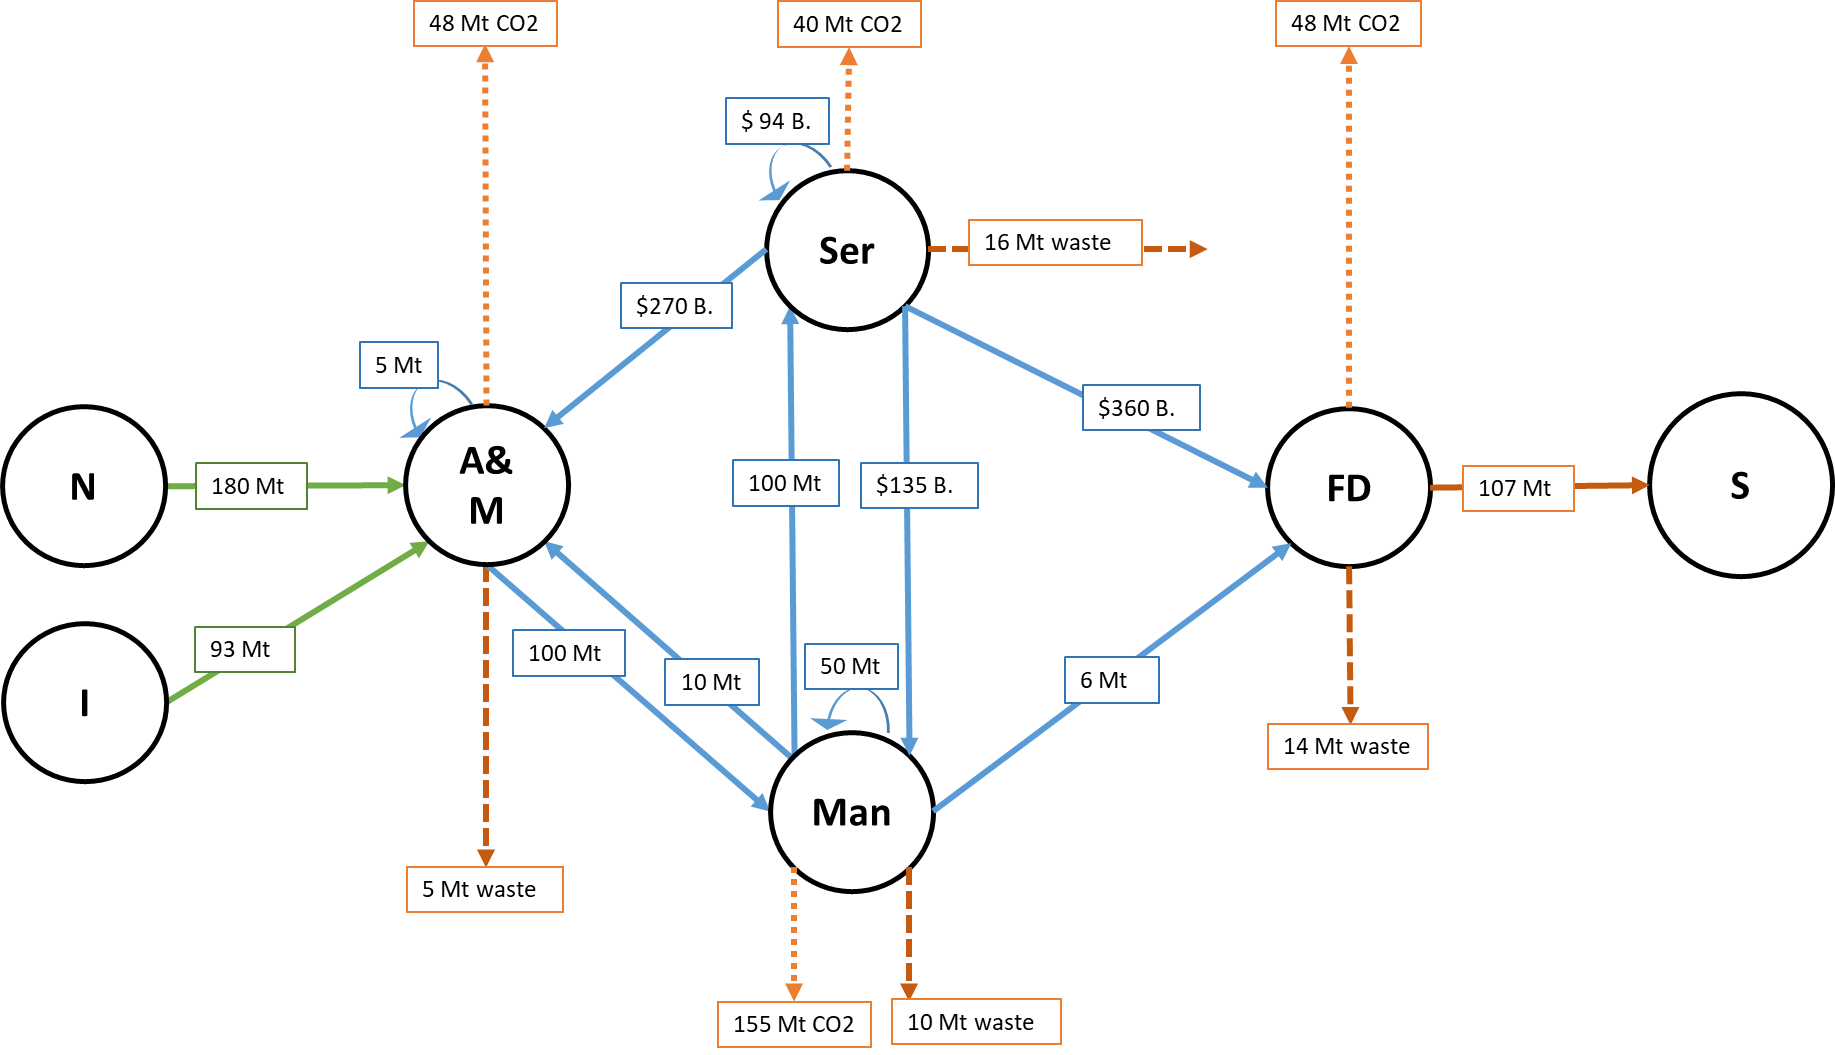 48 Mt CO2
40 Mt CO2
48 Mt CO2
$ 94 B.
Ser
16 Mt waste
$270 B.
5 Mt
$360 B.
A&
M
N
180 Mt
100 Mt
$135 B.
FD
107 Mt
S
93 Mt
100 Mt
10 Mt
50 Mt
6 Mt
I
14 Mt waste
Man
5 Mt waste
155 Mt CO2
10 Mt waste